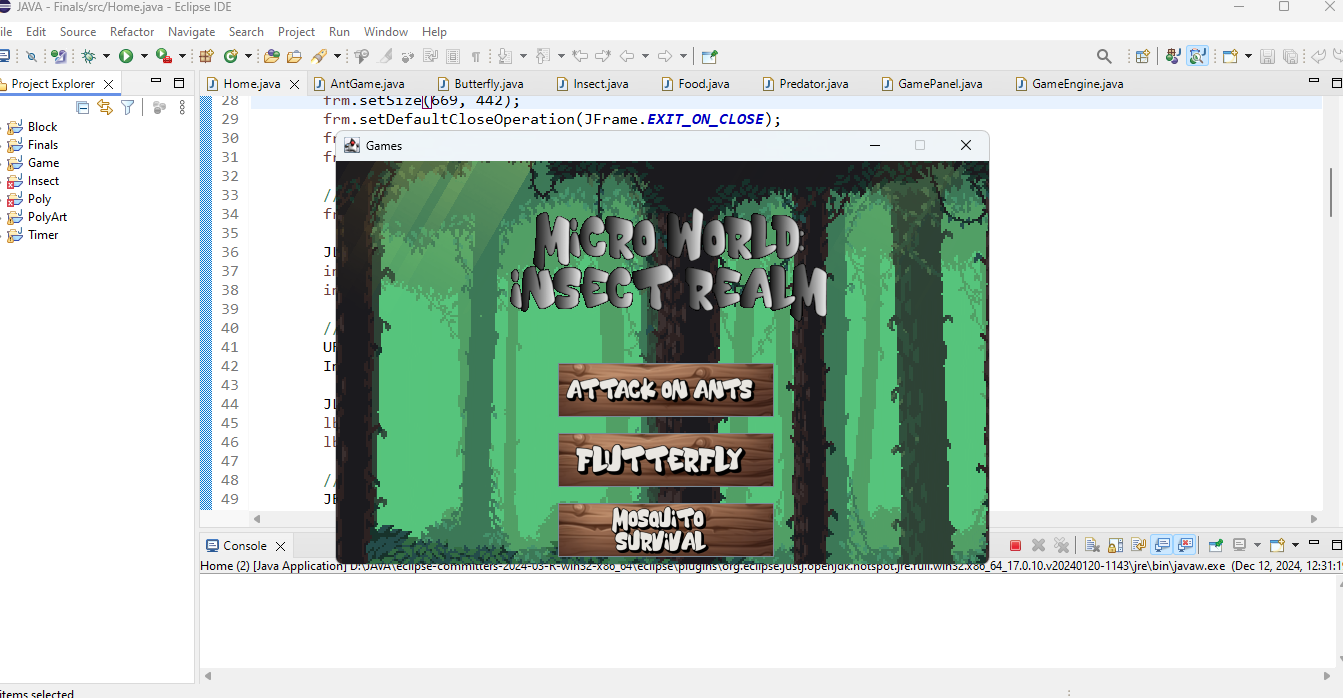 JAVA - Finals/src/Home.java - Eclipse IDE
ile Edit Source Refactor Navigate Search Project Run Window Help
Project Explorer
Home.java AntGame.java Butterfly.java Insect.java Food.java Predator.java GamePanel.java GameEngine.java
Block
Finals
Game
Insect
Poly
PolyArt
Timer
28 frm.setSize(669, 442);
29 frm.setDefaultCloseOperation(JFrame.EXIT_ON_CLOSE);
30 fr
31 fr
32
33 //
34 fr
35
36 JL
37 in
38 in
39
40 //
41 UR
42 In
43
44 JL
45 lb
46 lb
47
48 //
49 JB
Games
MICRO WORLD:
INSECT REALM
ATTACK ON ANTS
FLUTTERFLY
MOSQUITO
SURVIVAL
Console
Home (2) [Java Application] D:\JAVA\eclipse-committers-2024-03-R-win32-x86_64\eclipse\plugins\org.eclipse.justj.openjdk.hotspot.jre.full.win32.x86_64_17.0.10.v20240120-1143\jre\bin\javaw.exe (Dec 12, 2024, 12:31:1
items selected